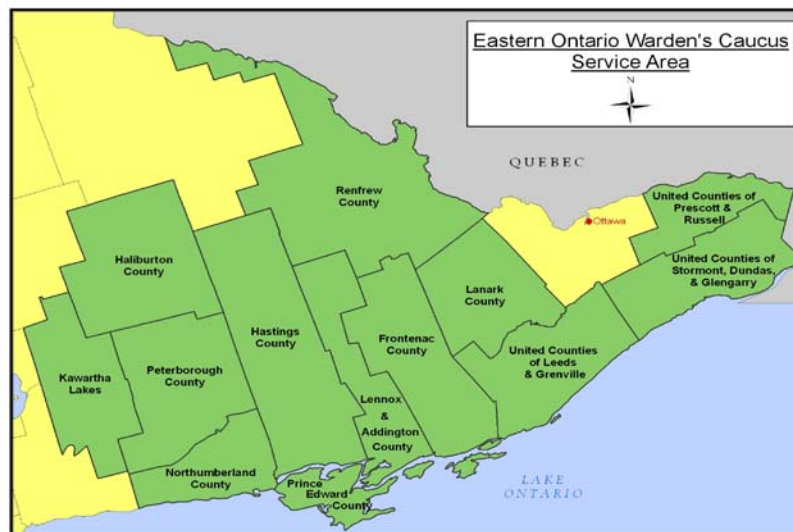 Eastern Ontario Warden's Caucus
Service Area
N
QUEBEC
Renfrew
County
Ottawa
United Counties of
Prescott &
Russell
Haliburton
County
United Counties of
Stormont, Dundas,
& Glengarry
Lanark
County
Hastings
County
Frontenac
County
Kawartha
Lakes
Peterborough
County
United Counties
of Leeds
& Grenville
Lennox
&
Addington
County
Northumberland
County
Prince
Edward
County
LAKE
ONTARIO